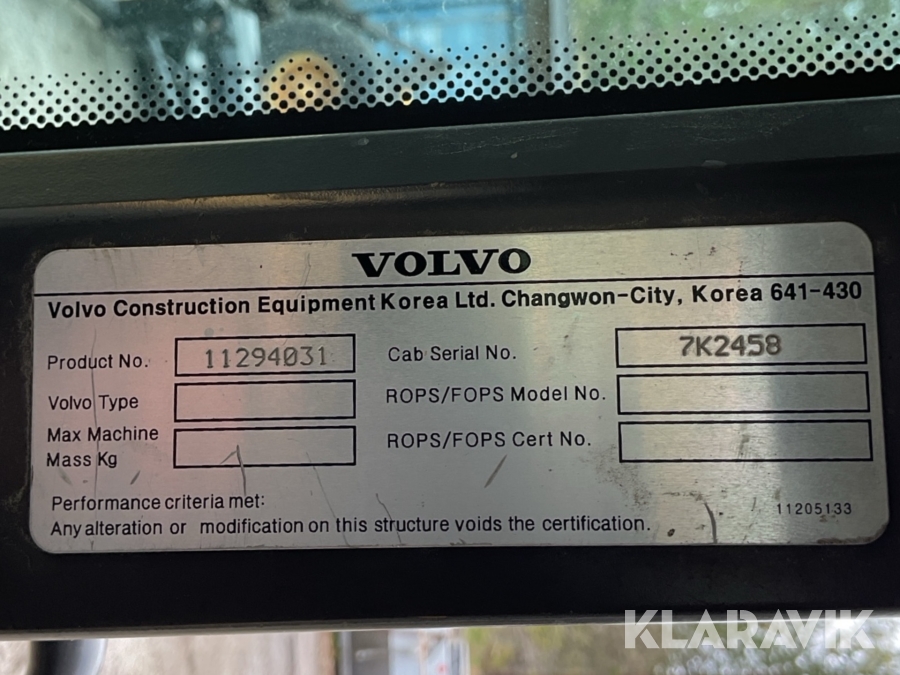 VOLVO
Volvo Construction Equipment Korea Ltd. Changwon-City, Korea 641-430
Product No. 11294031 Cab Serial No. 7K2458
Volvo Type ROPS/FOPS Model No.
Max Machine
Mass Kg ROPS/FOPS Cert No.
Performance criteria met:
Any alteration or modification on this structure voids the certification.
11205133
KLARAVIK